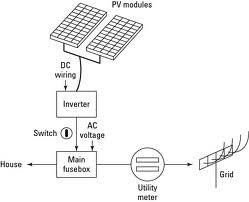 PV modules
DC
wiring
Inverter
Switch
AC
voltage
House
Main
fusebox
Utility
meter
Grid